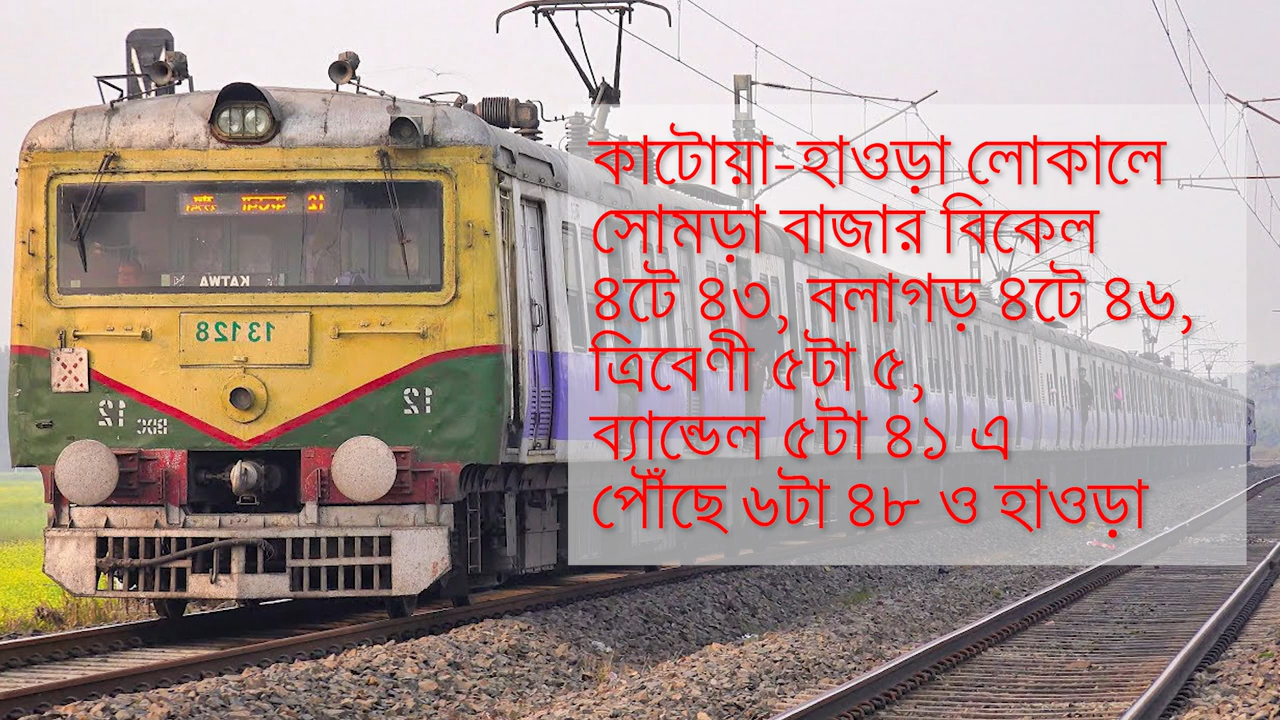 কাটোয়া-হাওড়া লোকালে
সোমড়া বাজার বিকেল
৪টে ৪৩, বলাগড় ৪টে ৪৬,
ত্রিবেণী ৫টা ৫,
ব্যান্ডেল ৫টা ৪১ এ
পৌঁছে ৬টা ৪৮ ও হাওড়া
12
KATWA
13128
12
12
BDC